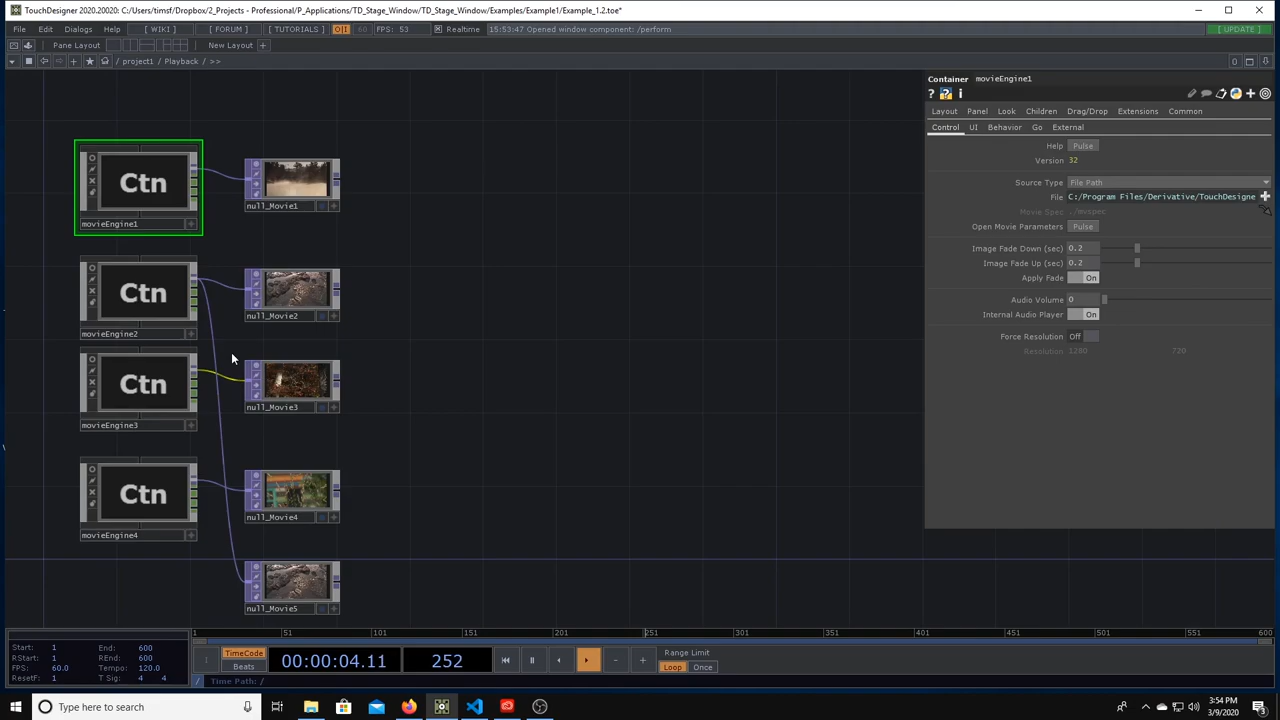 TouchDesigner 2020.20020: C:/Users/timsf/Dropbox/2_Projects - Professional/P_Applications/TD_Stage_Window/TD_Stage_Window/Examples/Example1/Example_1.2.toe*
File Edit Dialogs Help [ WIKI ] [ FORUM ] [ TUTORIALS ] O|I 60 FPS: 53 Realtime 15:53:47 Opened window component: /perform [ UPDATE ]
Pane Layout New Layout +
/ project1 / Playback / >> 0
Container movieEngine1
? ? i
Layout Panel Look Children Drag/Drop Extensions Common
Control UI Behavior Go External
Help Pulse
Version 32
Source Type File Path
File C:/Program Files/Derivative/TouchDesigne
Movie Spec ./mvspec
Open Movie Parameters Pulse
Image Fade Down (sec) 0.2
Image Fade Up (sec) 0.2
Apply Fade On
Audio Volume 0
Internal Audio Player On
Force Resolution Off
Resolution 1280 720
Ctn
movieEngine1
null_Movie1
Ctn
movieEngine2
null_Movie2
Ctn
movieEngine3
null_Movie3
Ctn
movieEngine4
null_Movie4
null_Movie5
1 51 101 151 201 251 301 351 401 451 501 551 600
Start: 1 End: 600
RStart: 1 REnd: 600
FPS: 60.0 Tempo: 120.0
ResetF: 1 T Sig: 4 4
TimeCode
Beats
00:00:04.11 252
Range Limit
Loop Once
/ Time Path: /
Type here to search
3:54 PM
3/9/2020